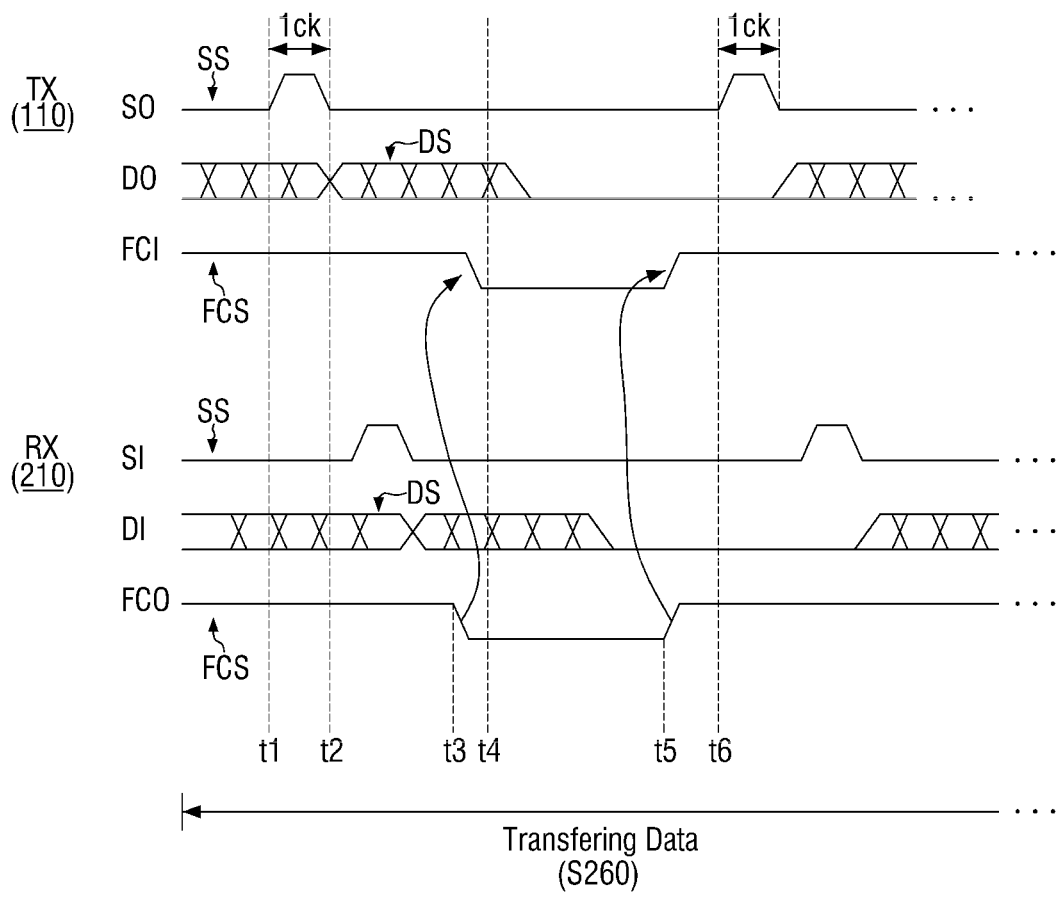 1ck 1ck
SS
TX
(110)
SO . . .
DS
DO . . .
FCI . . .
FCS
SS
RX
(210)
SI . . .
DS
DI . . .
FCO . . .
FCS
t1 t2 t3 t4 t5 t6
. . .
Transfering Data
(S260)